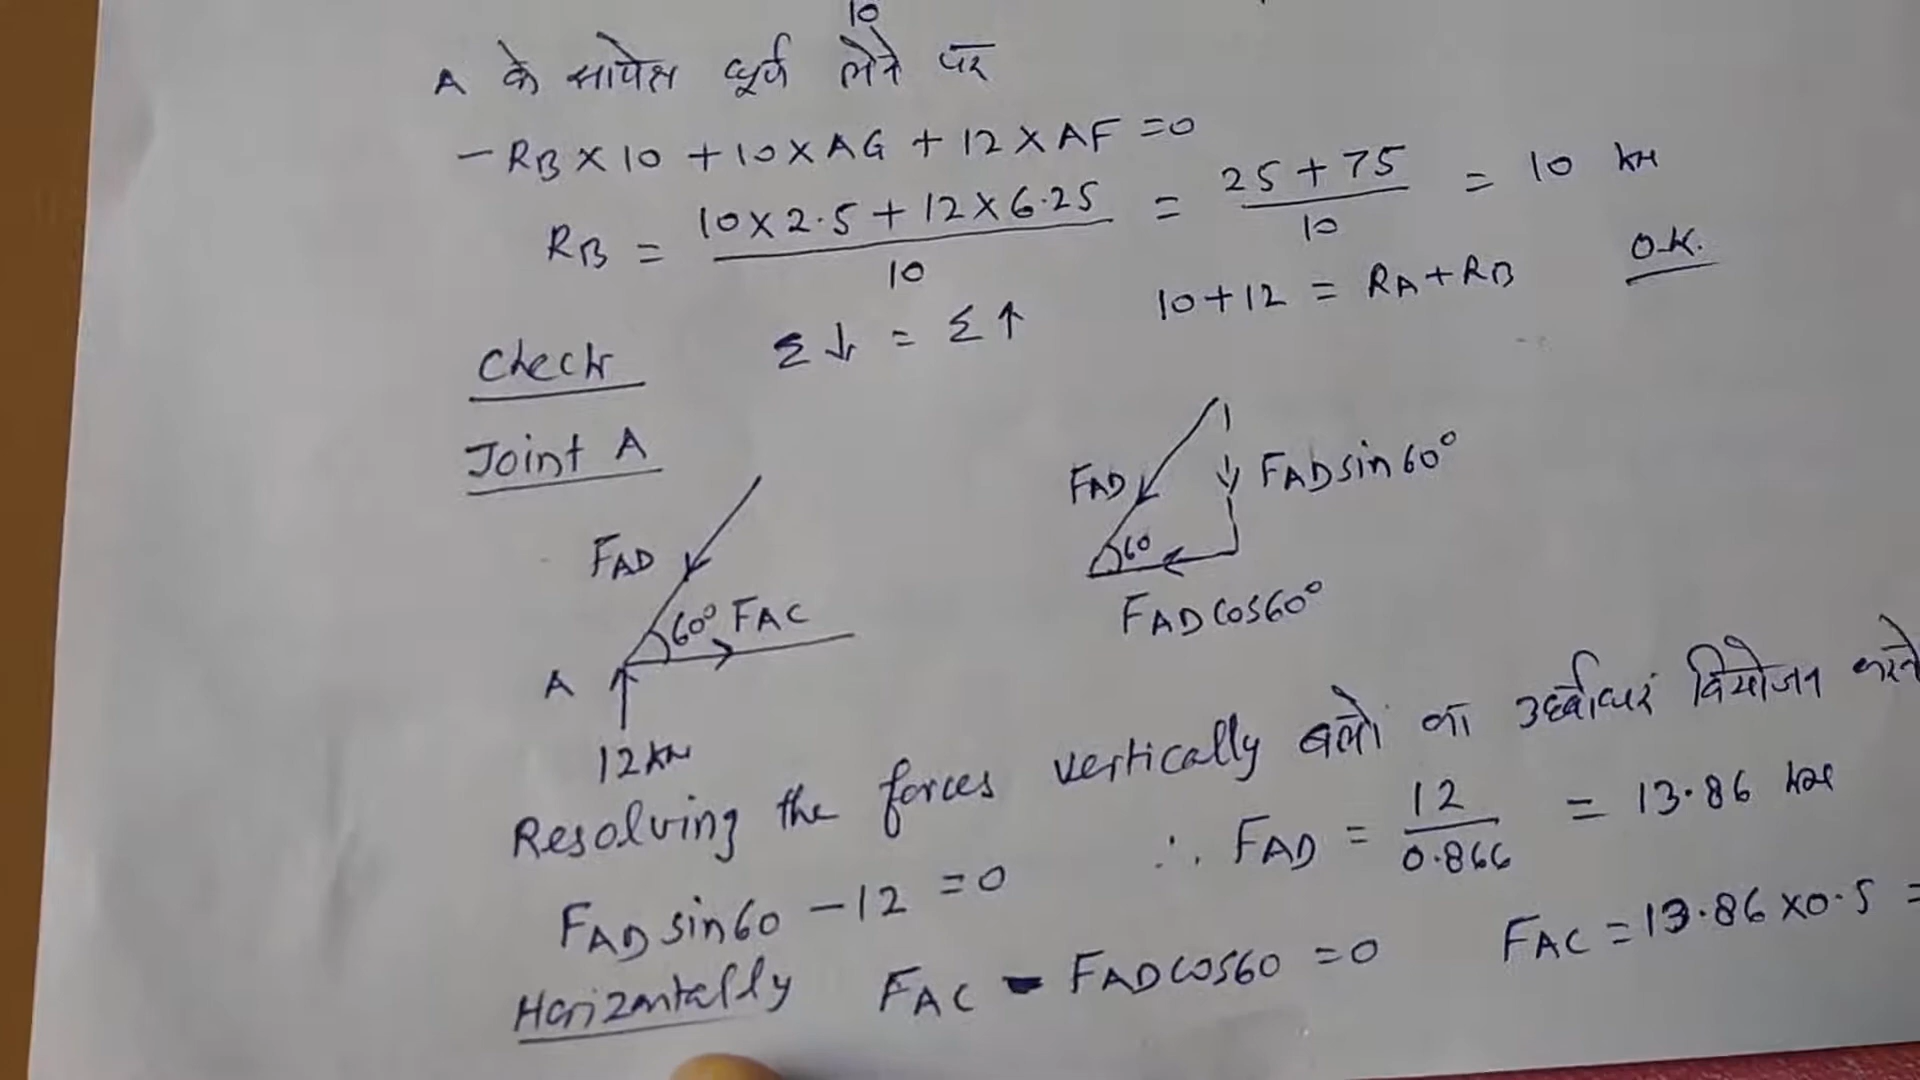 10
A के सापेक्ष घूर्ण लेने पर
- RB × 10 + 10 × AG + 12 × AF = 0
RB = 10 × 2.5 + 12 × 6.25 / 10 = 25 + 75 / 10 = 10 KN
Check Σ↓ = Σ↑ 10 + 12 = RA + RB O.K.
Joint A
FAD 60° FAC A 12 KN
FAD 60 FAD sin 60° FAD cos 60°
Resolving the forces vertically बलों का उर्ध्वाधर वियोजन करने
FAD sin 60 - 12 = 0 ∴ FAD = 12 / 0.866 = 13.86 KN
Horizontally FAC - FAD cos 60 = 0 FAC = 13.86 × 0.5 =